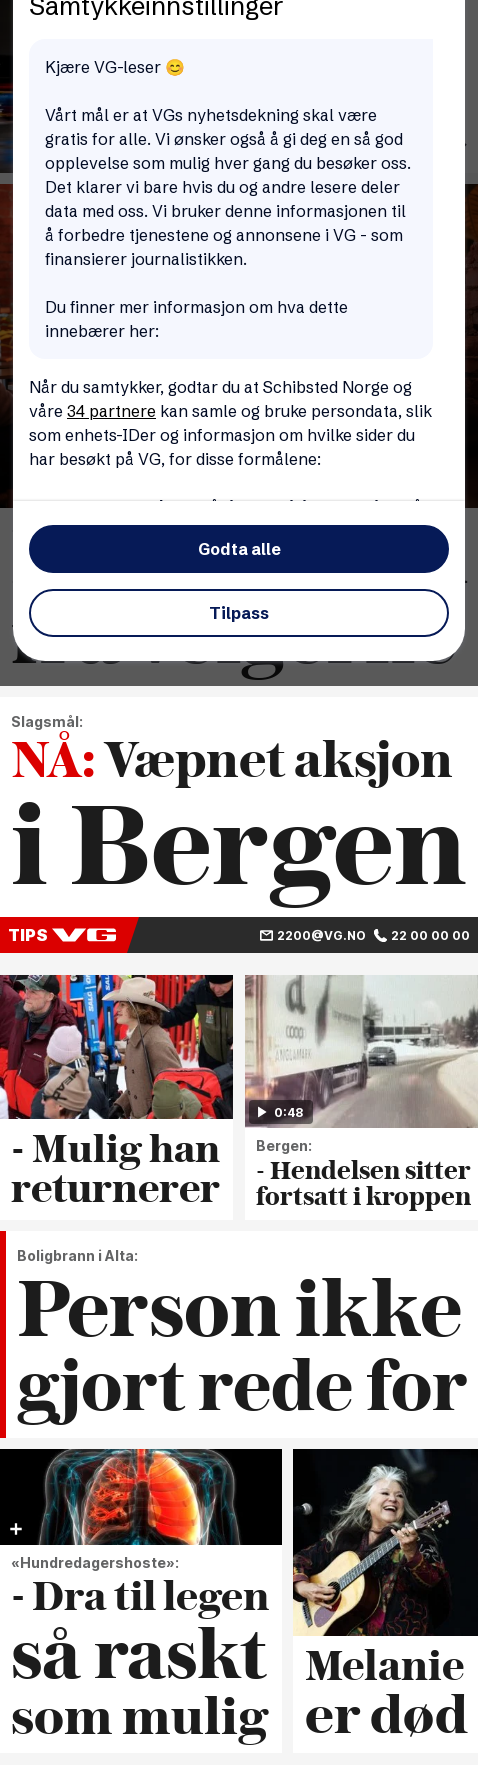 Samtykkeinnstillinger
Kjære VG-leser 😊
Vårt mål er at VGs nyhetsdekning skal være
gratis for alle. Vi ønsker også å gi deg en så god
opplevelse som mulig hver gang du besøker oss.
Det klarer vi bare hvis du og andre lesere deler
data med oss. Vi bruker denne informasjonen til
å forbedre tjenestene og annonsene i VG - som
finansierer journalistikken.
Du finner mer informasjon om hva dette
innebærer her:
Når du samtykker, godtar du at Schibsted Norge og
våre 34 partnere kan samle og bruke persondata, slik
som enhets-IDer og informasjon om hvilke sider du
har besøkt på VG, for disse formålene:
Godta alle
Tilpass
Slagsmål:
NÅ: Væpnet aksjon
i Bergen
TIPS VG
2200@VG.NO 22 00 00 00
- Mulig han
returnerer
0:48
Bergen:
- Hendelsen sitter
fortsatt i kroppen
Boligbrann i Alta:
Person ikke
gjort rede for
«Hundredagershoste»:
- Dra til legen
så raskt
som mulig
Melanie
er død